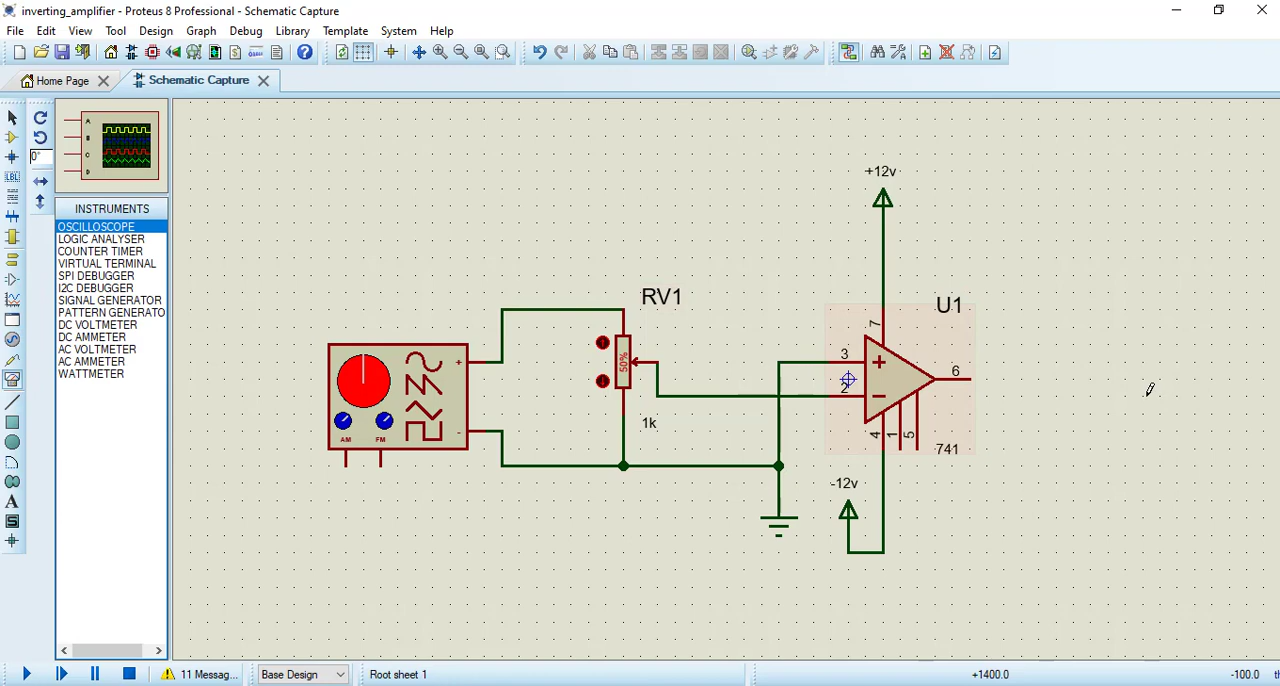 inverting_amplifier - Proteus 8 Professional - Schematic Capture
File Edit View Tool Design Graph Debug Library Template System Help
Home Page
Schematic Capture
0°
A
B
C
D
INSTRUMENTS
OSCILLOSCOPE
LOGIC ANALYSER
COUNTER TIMER
VIRTUAL TERMINAL
SPI DEBUGGER
I2C DEBUGGER
SIGNAL GENERATOR
PATTERN GENERATO
DC VOLTMETER
DC AMMETER
AC VOLTMETER
AC AMMETER
WATTMETER
+12v
RV1
U1
7
3
2
6
4
1
5
50%
1k
741
-12v
+
-
AM
FM
11 Messag...
Base Design
Root sheet 1
+1400.0
-100.0
th